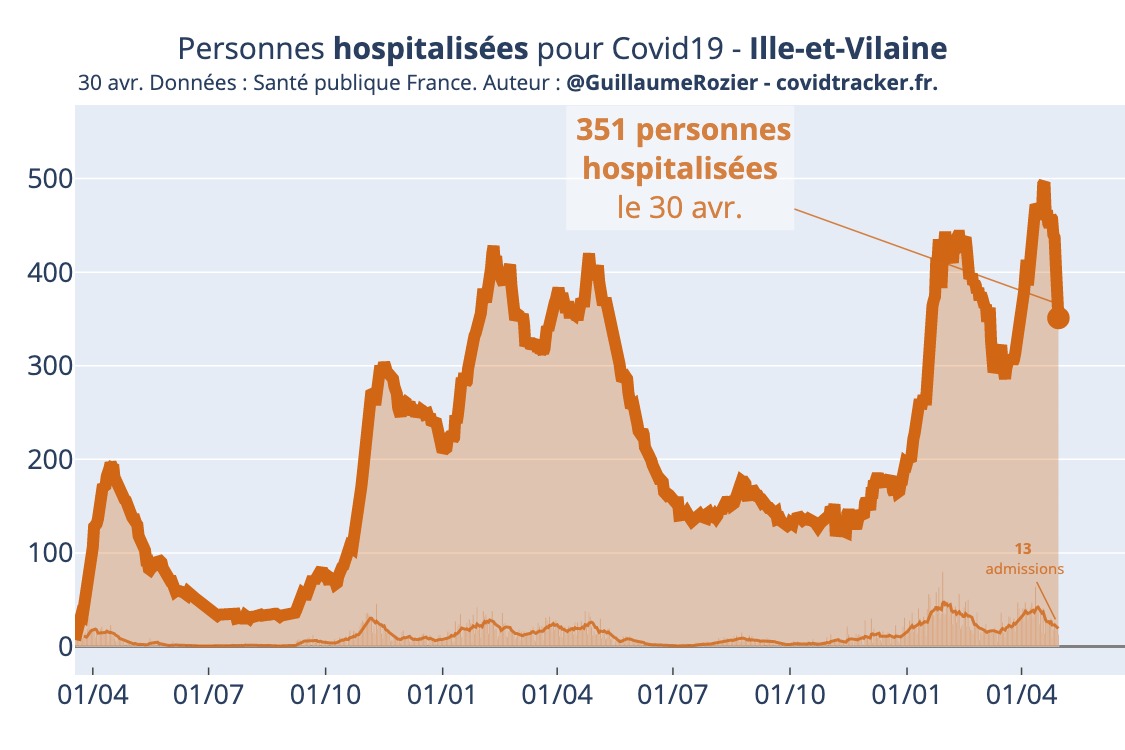 Personnes hospitalisées pour Covid19 - Ille-et-Vilaine
30 avr. Données : Santé publique France. Auteur : @GuillaumeRozier - covidtracker.fr.
351 personnes
hospitalisées
le 30 avr.
500
400
300
200
100
0
13
admissions
01/04 01/07 01/10 01/01 01/04 01/07 01/10 01/01 01/04